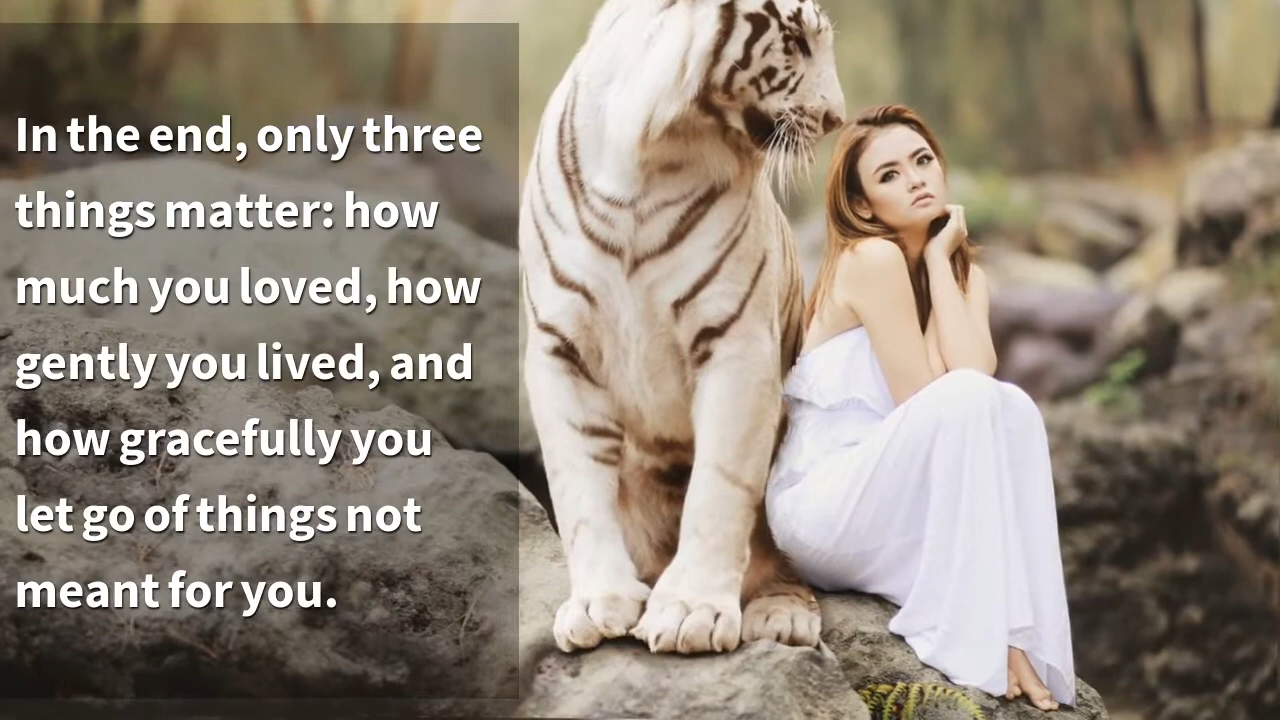 In the end, only three
things matter: how
much you loved, how
gently you lived, and
how gracefully you
let go of things not
meant for you.